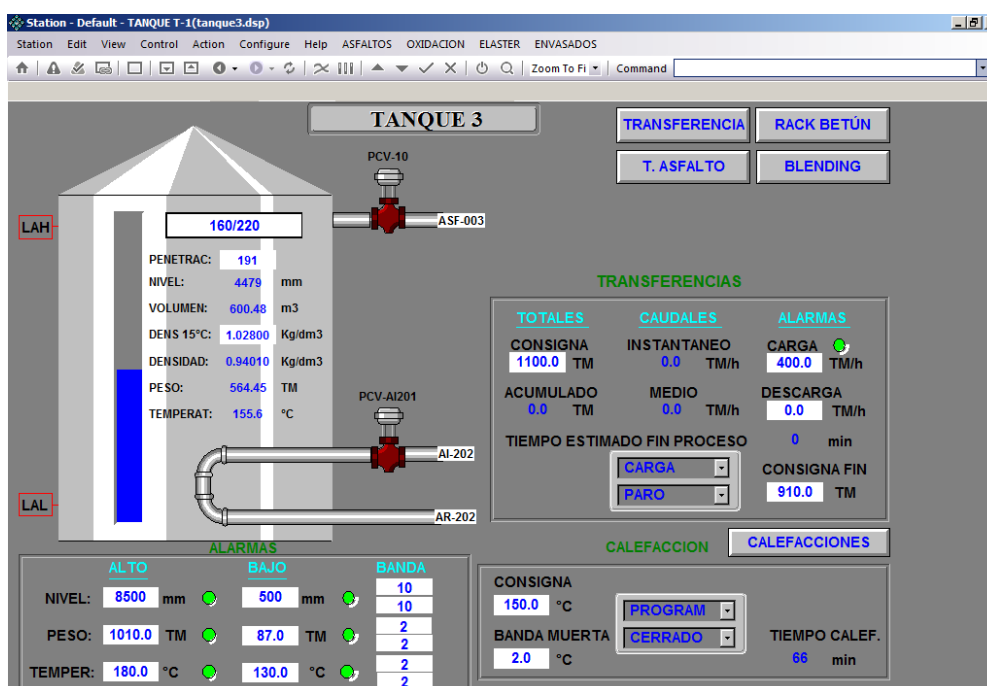 Station - Default - TANQUE T-1(tanque3.dsp)
Station Edit View Control Action Configure Help ASFALTOS OXIDACION ELASTER ENVASADOS
Zoom To Fi Command
TANQUE 3
TRANSFERENCIA RACK BETÚN
T. ASFALTO BLENDING
PCV-10
ASF-003
LAH
160/220
PENETRAC: 191
NIVEL: 4479 mm
VOLUMEN: 600.48 m3
DENS 15ºC: 1.02800 Kg/dm3
DENSIDAD: 0.94010 Kg/dm3
PESO: 564.45 TM
TEMPERAT: 155.6 °C
PCV-AI201
AI-202
LAL
AR-202
TRANSFERENCIAS
TOTALES CAUDALES ALARMAS
CONSIGNA INSTANTANEO CARGA
1100.0 TM 0.0 TM/h 400.0 TM/h
ACUMULADO MEDIO DESCARGA
0.0 TM 0.0 TM/h 0.0 TM/h
TIEMPO ESTIMADO FIN PROCESO 0 min
CARGA CONSIGNA FIN
PARO 910.0 TM
ALARMAS
ALTO BAJO BANDA
NIVEL: 8500 mm 500 mm 10
10
PESO: 1010.0 TM 87.0 TM 2
2
TEMPER: 180.0 °C 130.0 °C 2
2
CALEFACCION CALEFACCIONES
CONSIGNA
150.0 °C PROGRAM
BANDA MUERTA CERRADO TIEMPO CALEF.
2.0 °C 66 min